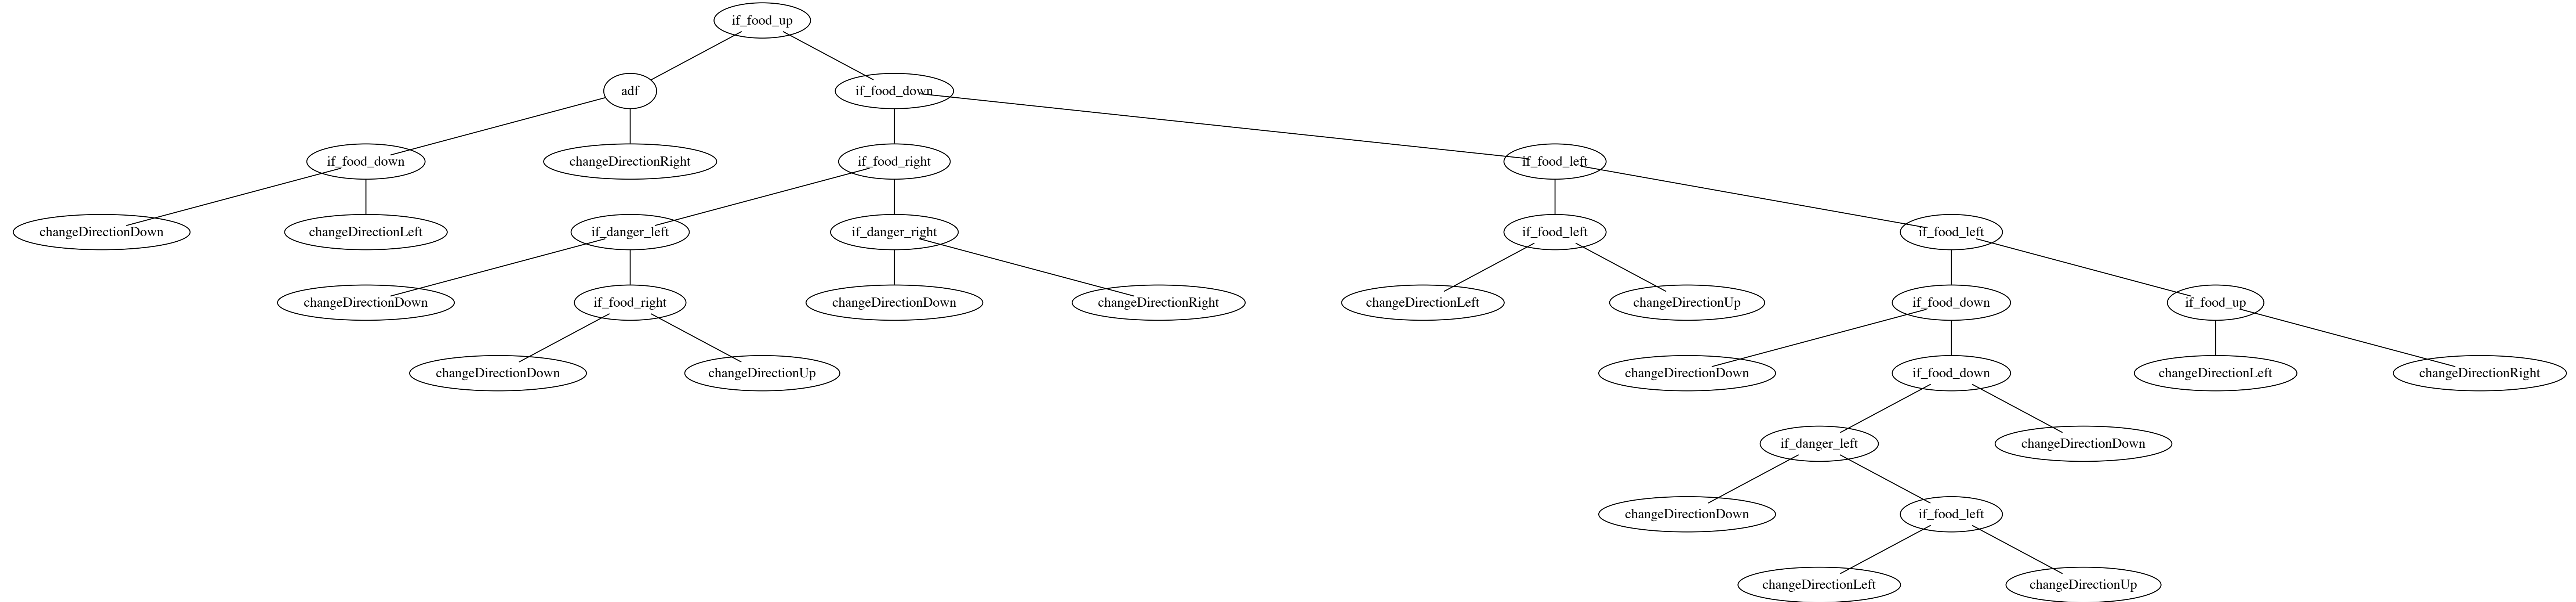 if_food_up
adf
if_food_down
if_food_down
changeDirectionRight
if_food_right
if_food_left
changeDirectionDown
changeDirectionLeft
if_danger_left
if_danger_right
if_food_left
if_food_left
changeDirectionDown
if_food_right
changeDirectionDown
changeDirectionRight
changeDirectionLeft
changeDirectionUp
if_food_down
if_food_up
changeDirectionDown
changeDirectionUp
changeDirectionDown
if_food_down
changeDirectionLeft
changeDirectionRight
if_danger_left
changeDirectionDown
changeDirectionDown
if_food_left
changeDirectionLeft
changeDirectionUp